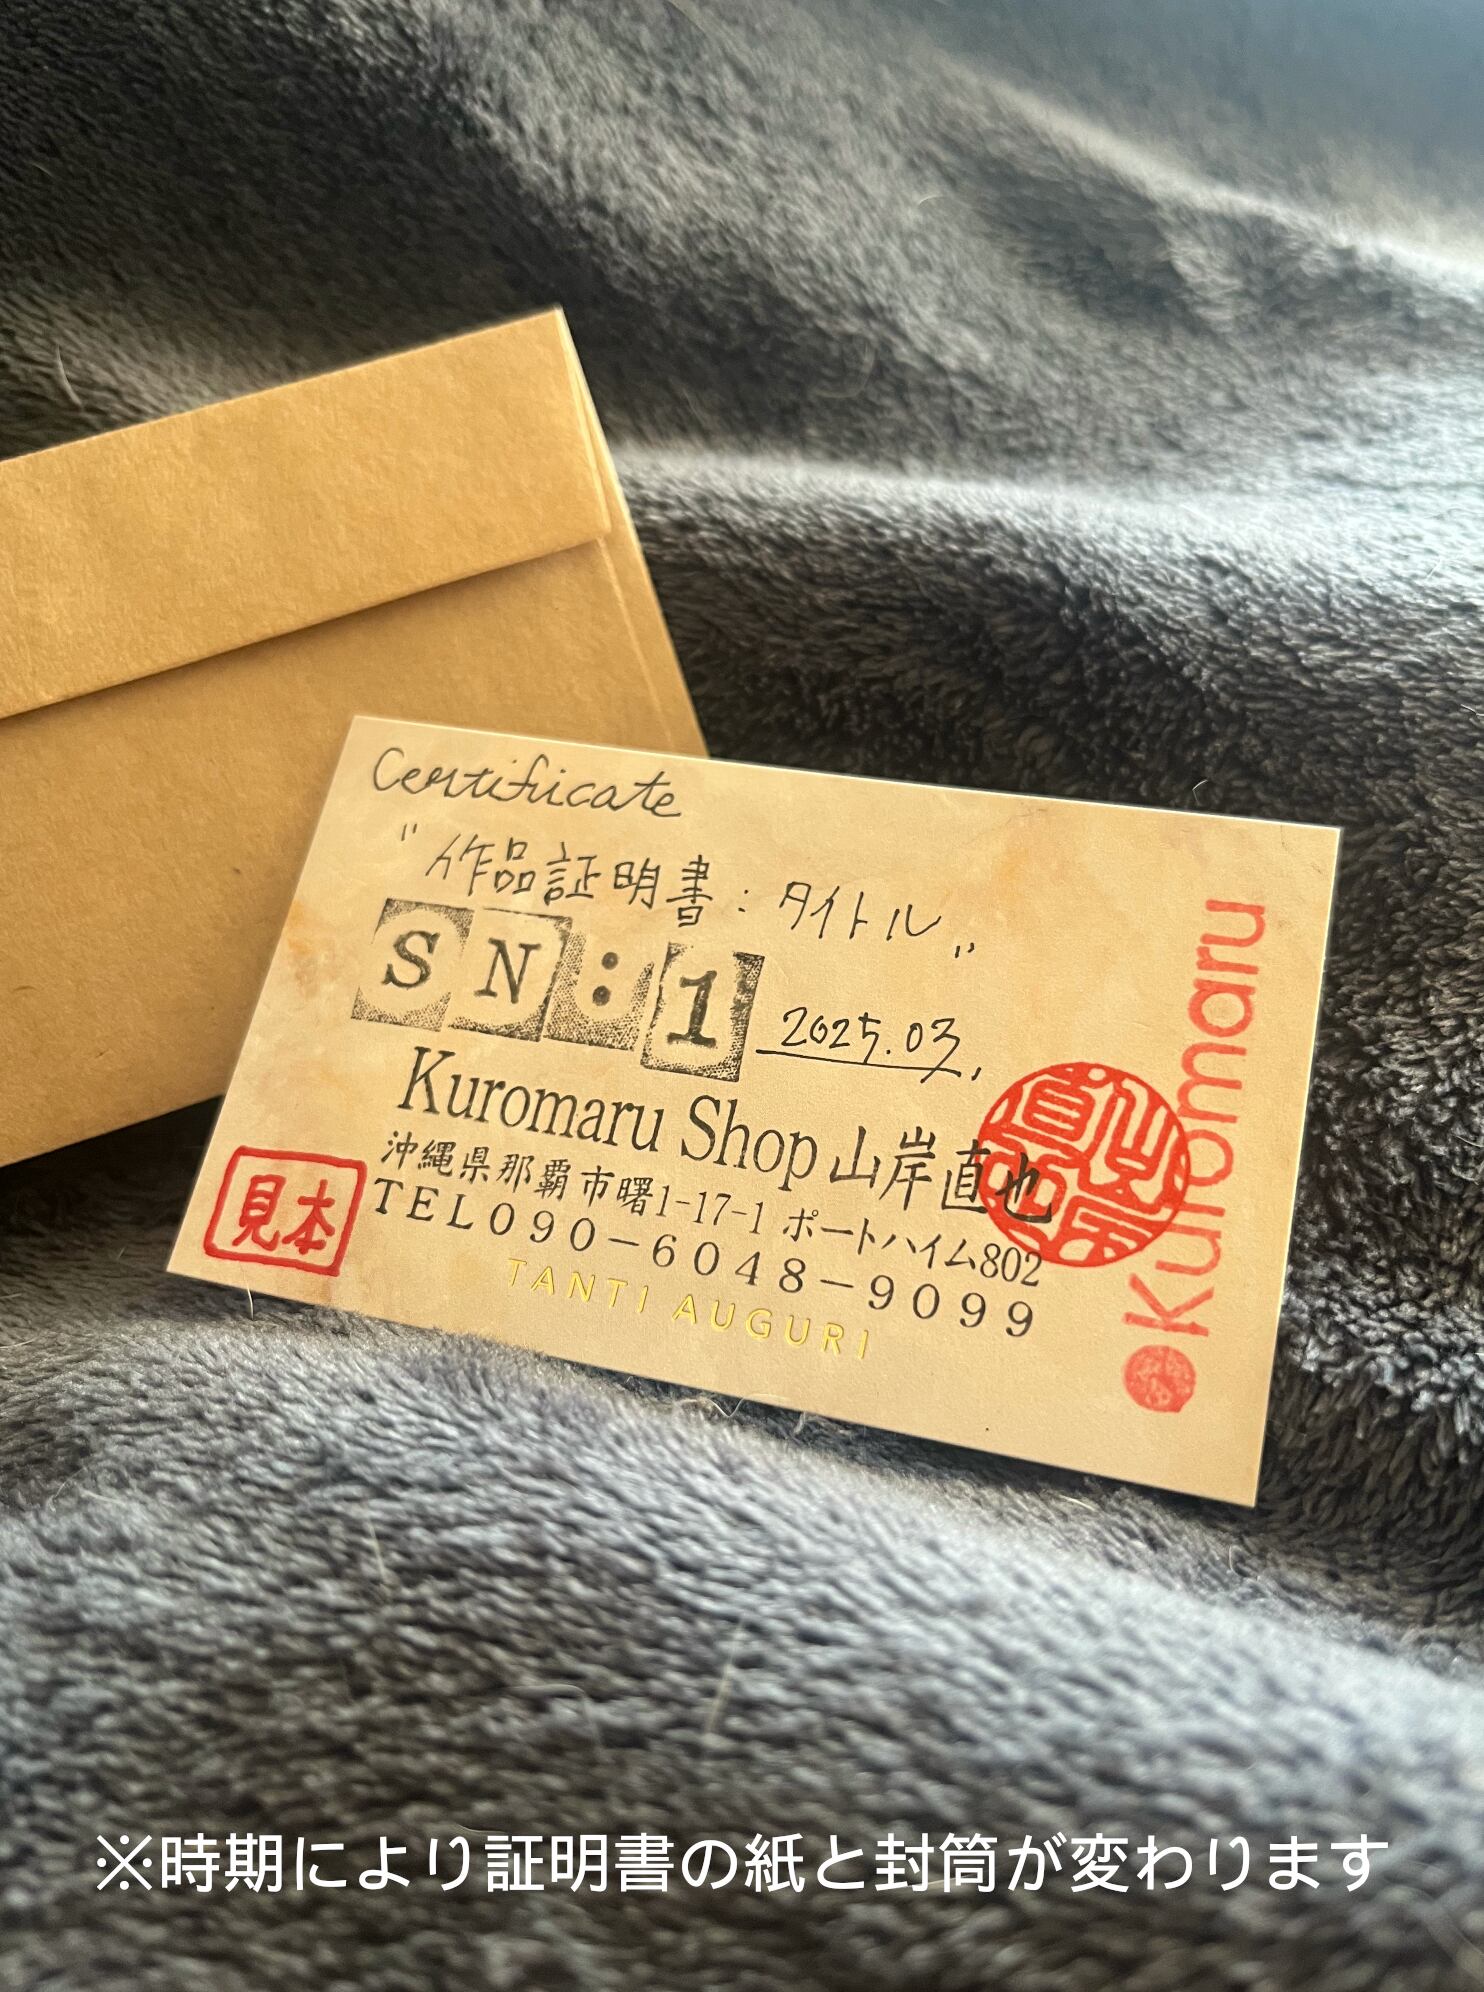 Certificate
"作品証明書:タイトル"
SN:1 2025.03.
Kuromaru Shop 山岸直也
沖縄県那覇市曙1-17-1 ポートハイム802
TEL090-6048-9099
TANTI AUGURI
見本
Kuromaru
※時期により証明書の紙と封筒が変わります